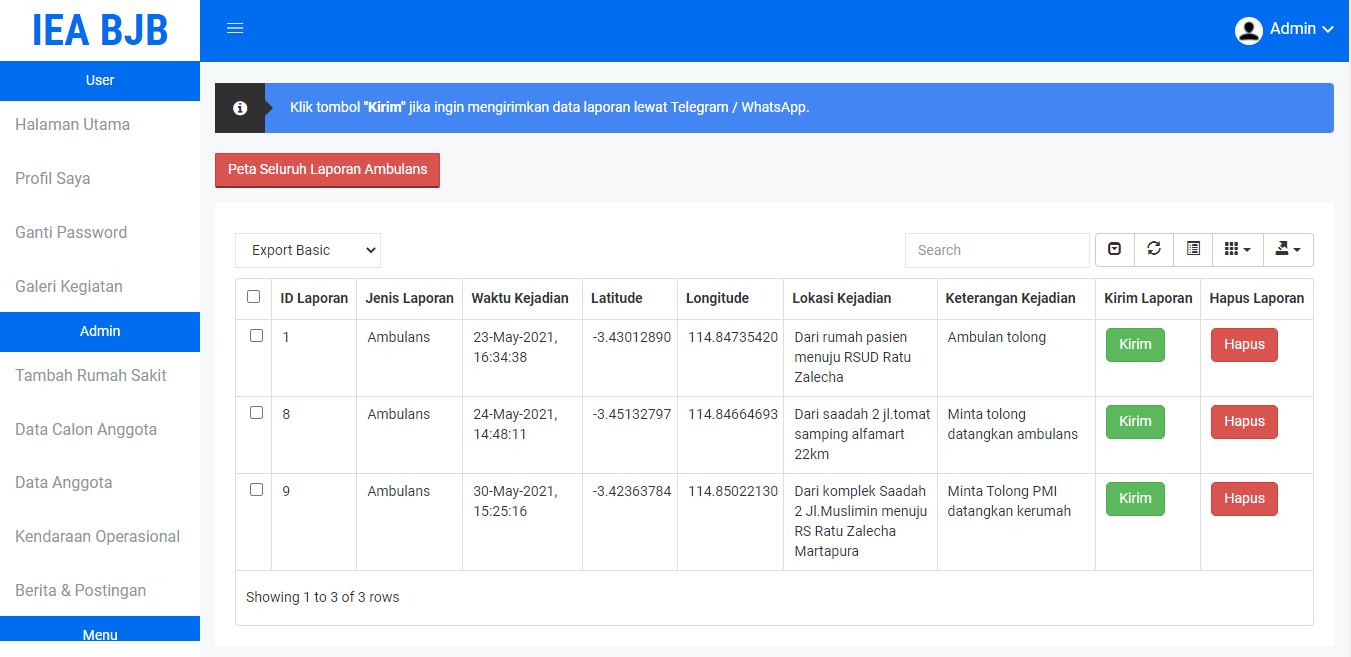 IEA BJB
Admin
User
Halaman Utama
Profil Saya
Ganti Password
Galeri Kegiatan
Admin
Tambah Rumah Sakit
Data Calon Anggota
Data Anggota
Kendaraan Operasional
Berita & Postingan
Menu
Klik tombol "Kirim" jika ingin mengirimkan data laporan lewat Telegram / WhatsApp.
Peta Seluruh Laporan Ambulans
Export Basic
Search
ID Laporan Jenis Laporan Waktu Kejadian Latitude Longitude Lokasi Kejadian Keterangan Kejadian Kirim Laporan Hapus Laporan
1 Ambulans 23-May-2021, -3.43012890 114.84735420 Dari rumah pasien Ambulan tolong Kirim Hapus
16:34:38 menuju RSUD Ratu
Zalecha
8 Ambulans 24-May-2021, -3.45132797 114.84664693 Dari saadah 2 jl.tomat Minta tolong Kirim Hapus
14:48:11 samping alfamart datangkan ambulans
22km
9 Ambulans 30-May-2021, -3.42363784 114.85022130 Dari komplek Saadah Minta Tolong PMI Kirim Hapus
15:25:16 2 Jl.Muslimin menuju datangkan kerumah
RS Ratu Zalecha
Martapura
Showing 1 to 3 of 3 rows